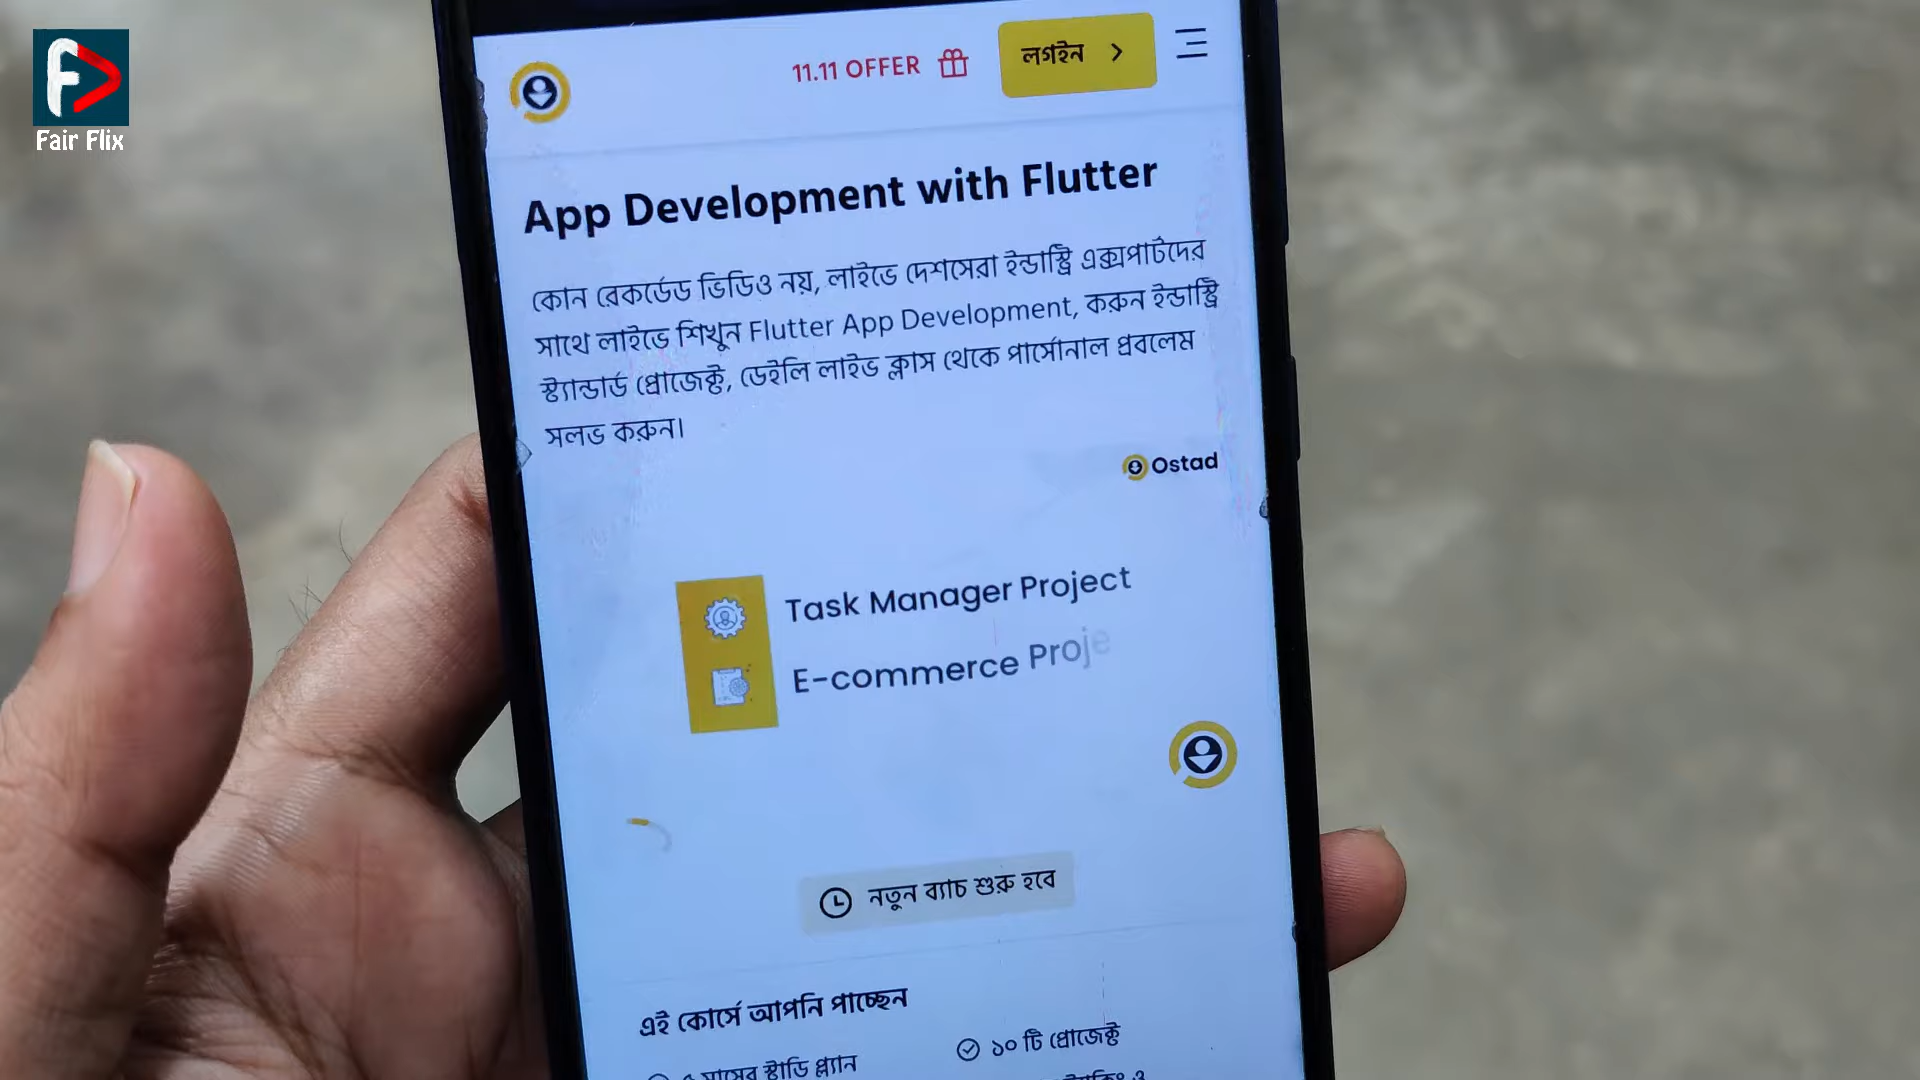 Fair Flix
11.11 OFFER
লগইন
App Development with Flutter
কোন রেকর্ডেড ভিডিও নয়, লাইভে দেশসেরা ইন্ডাস্ট্রি এক্সপার্টদের
সাথে লাইভে শিখুন Flutter App Development, করুন ইন্ডাস্ট্রি
স্ট্যান্ডার্ড প্রোজেক্ট, ডেইলি লাইভ ক্লাস থেকে পার্সোনাল প্রবলেম
সলভ করুন।
Ostad
Task Manager Project
E-commerce Proje
নতুন ব্যাচ শুরু হবে
এই কোর্সে আপনি পাচ্ছেন
মাসের স্টাডি প্ল্যান
১০ টি প্রোজেক্ট